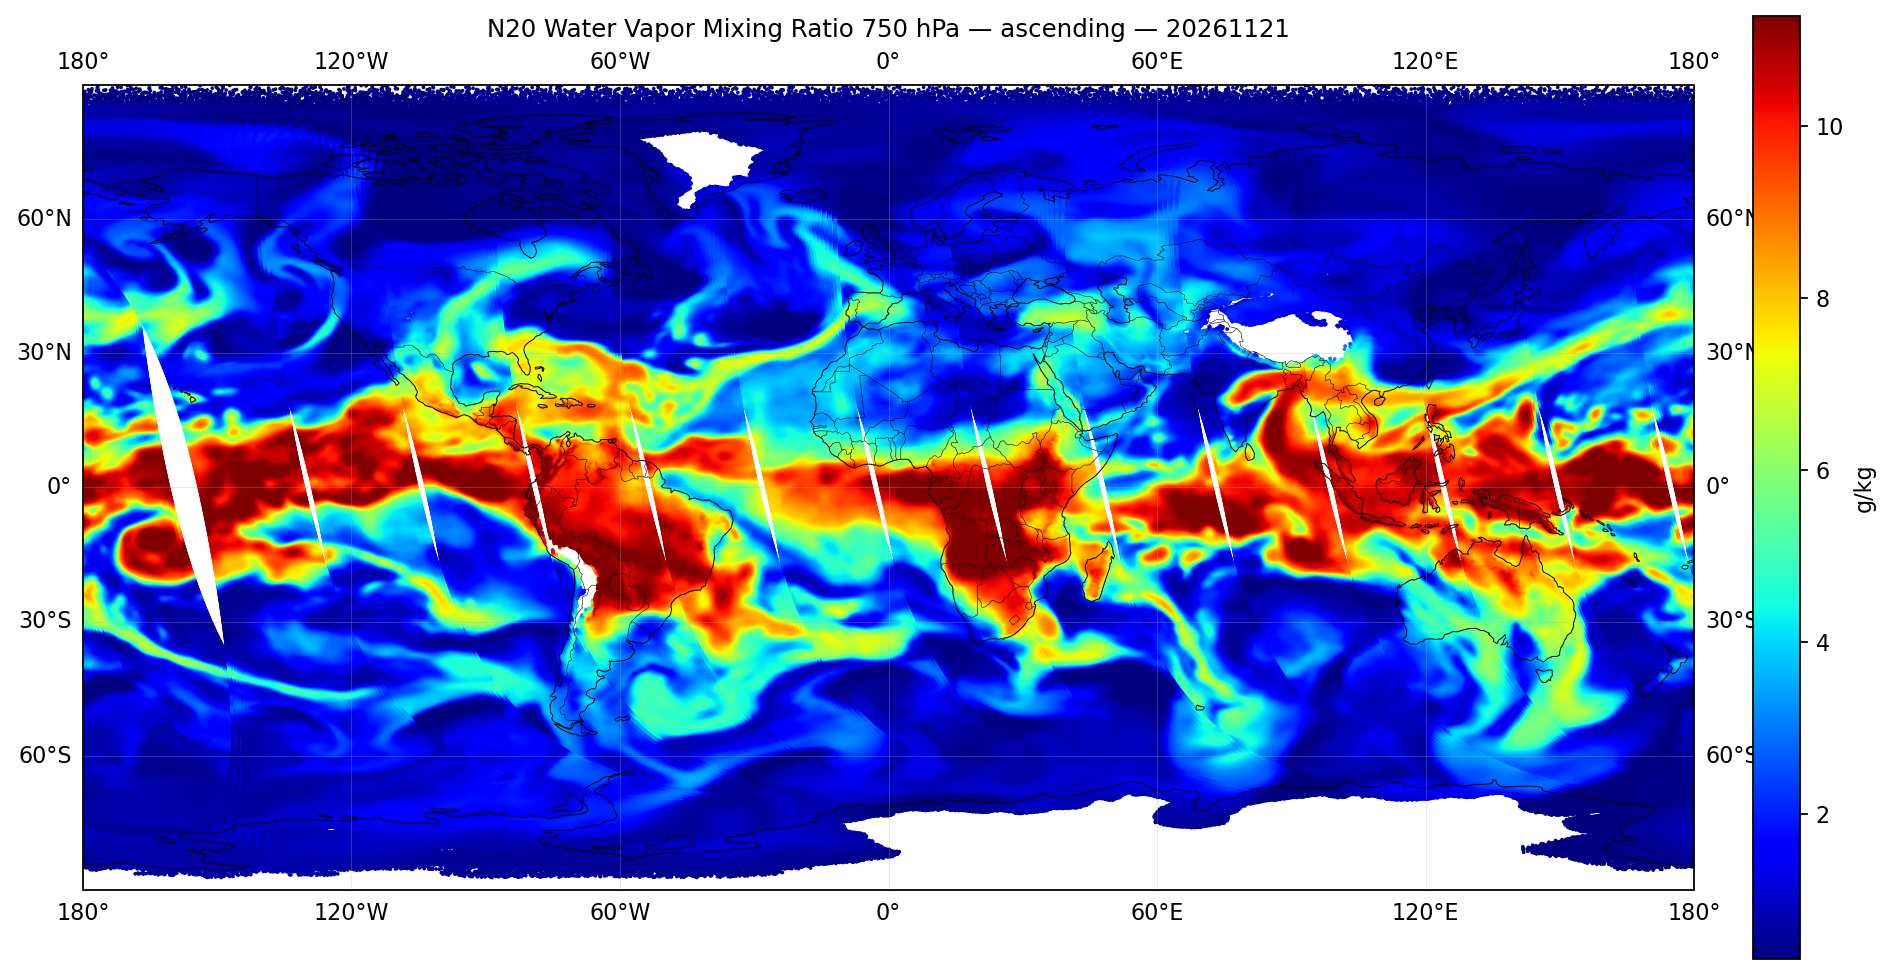 N20 Water Vapor Mixing Ratio 750 hPa — ascending — 20261121
180° 120°W 60°W 0° 60°E 120°E 180°
60°N 60°N
30°N 30°N
0° 0°
30°S 30°S
60°S 60°S
180° 120°W 60°W 0° 60°E 120°E 180°
10
8
6
4
2
g/kg